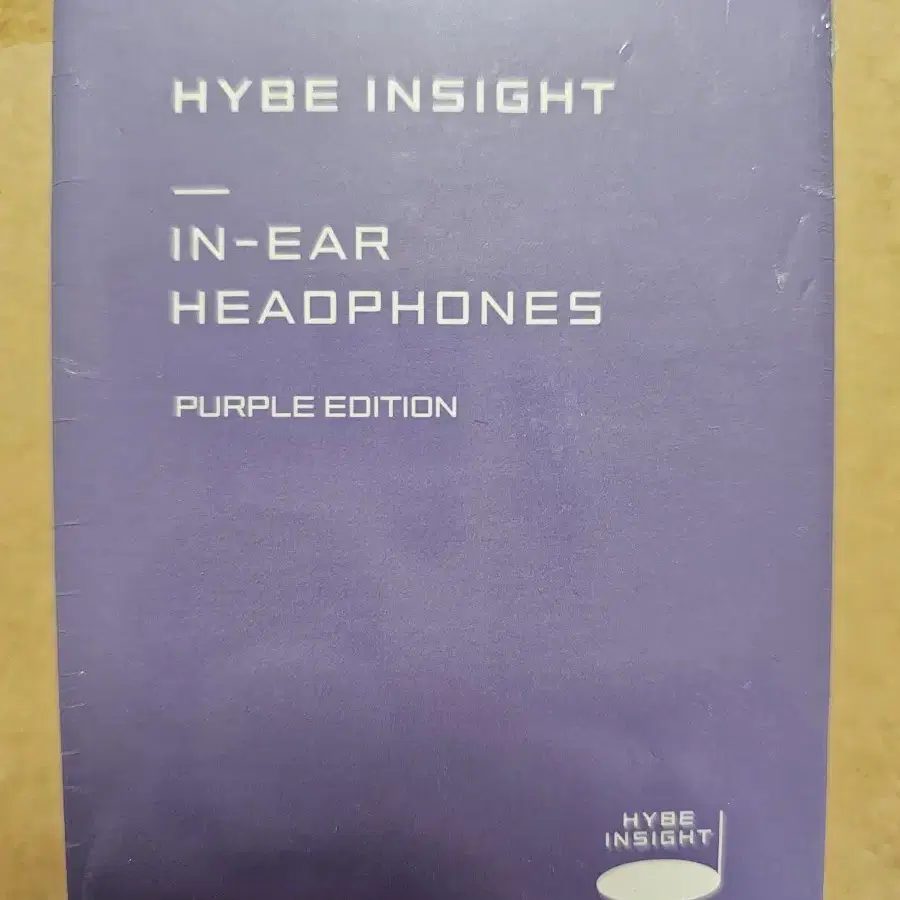 HYBE INSIGHT
IN-EAR
HEADPHONES
PURPLE EDITION
HYBE
INSIGHT